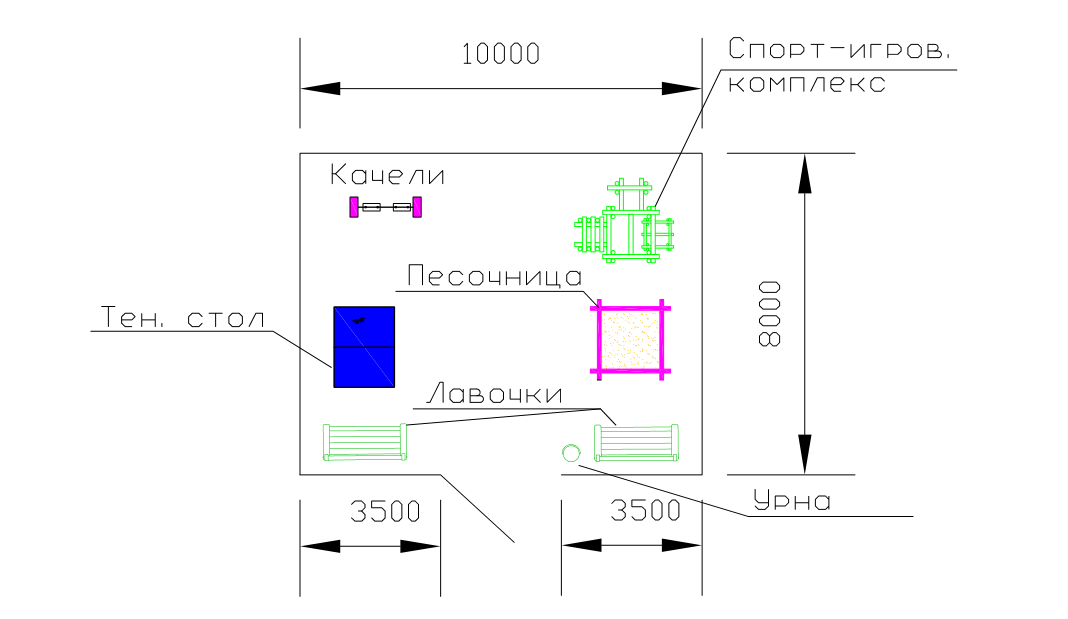 10000
Спорт-игров.
комплекс
Качели
Песочница
8000
Тен. стол
Лавочки
Урна
3500
3500